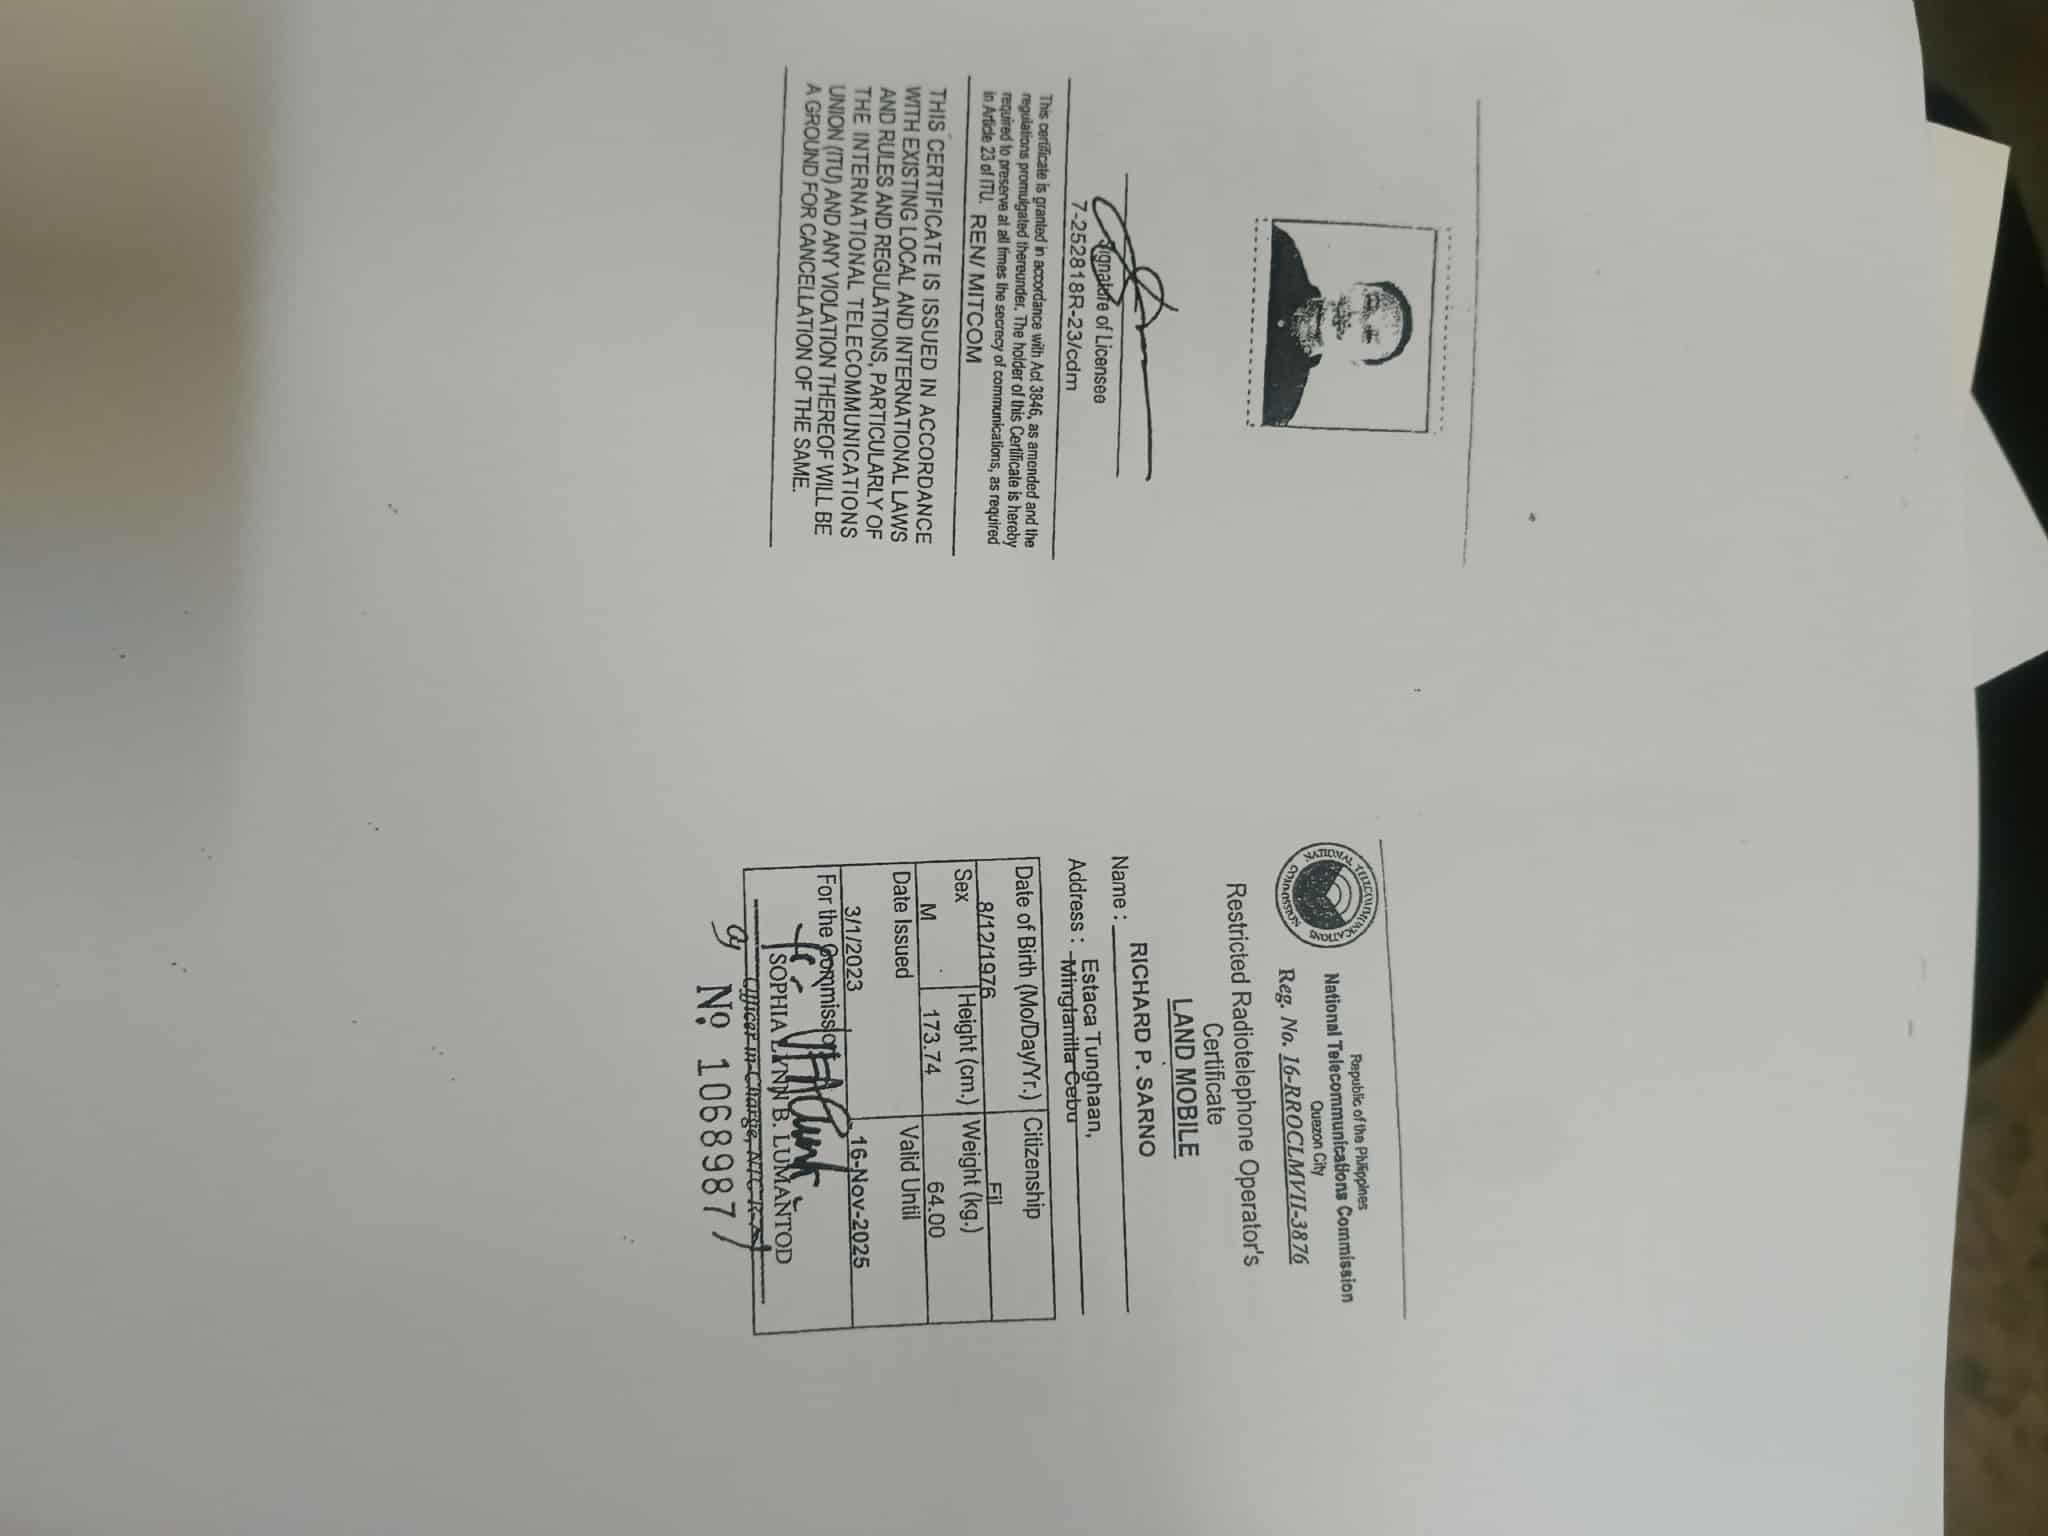 Signature of Licensee
7-252818R-23/cdm
This certificate is granted in accordance with Act 3846, as amended and the
regulations promulgated thereunder. The holder of this Certificate is hereby
required to preserve at all times the secrecy of communications, as required
in Article 23 of ITU. REN/ MITCOM
THIS CERTIFICATE IS ISSUED IN ACCORDANCE
WITH EXISTING LOCAL AND INTERNATIONAL LAWS
AND RULES AND REGULATIONS, PARTICULARLY OF
THE INTERNATIONAL TELECOMMUNICATIONS
UNION (ITU) AND ANY VIOLATION THEREOF WILL BE
A GROUND FOR CANCELLATION OF THE SAME.
NATIONAL TELECOMMUNICATIONS COMMISSION
Republic of the Philippines
National Telecommunications Commission
Quezon City
Reg. No. 16-RROCLMVII-3876
Restricted Radiotelephone Operator's
Certificate
LAND MOBILE
Name : RICHARD P. SARNO
Address : Estaca Tunghaan,
Minglanilla Cebu
Date of Birth (Mo/Day/Yr.) Citizenship
8/12/1976 Fil
Sex Height (cm.) Weight (kg.)
M 173.74 64.00
Date Issued Valid Until
3/1/2023 16-Nov-2025
For the Commission
SOPHIA LYNN B. LUMANTOD
Officer-in-Charge, NTC R-
Nº 1068987